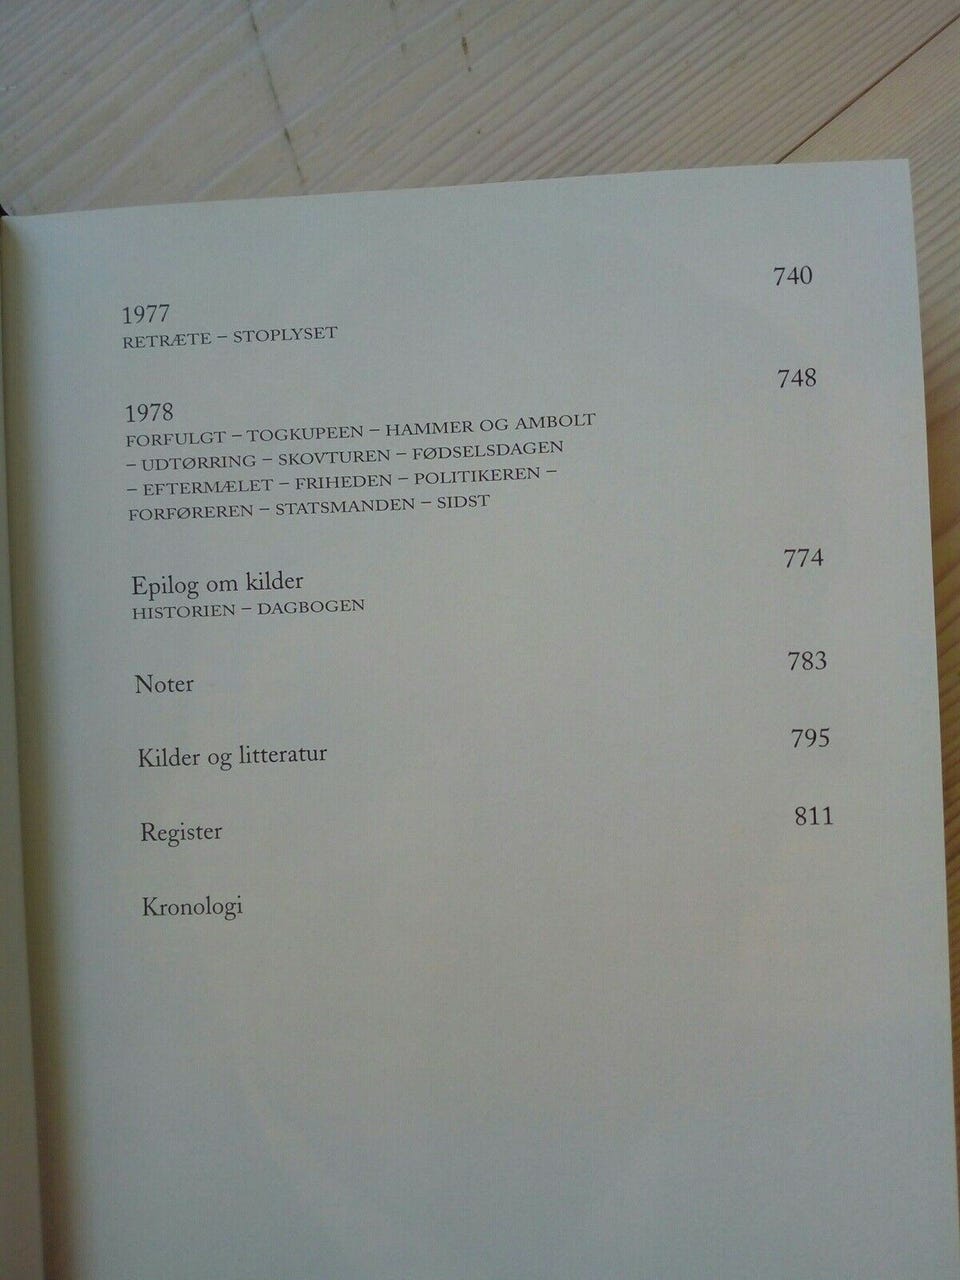 1977 740
RETRÆTE – STOPLYSET
1978 748
FORFULGT – TOGKUPEEN – HAMMER OG AMBOLT
– UDTØRRING – SKOVTUREN – FØDSELSDAGEN
– EFTERMÆLET – FRIHEDEN – POLITIKEREN –
FORFØREREN – STATSMANDEN – SIDST
Epilog om kilder 774
HISTORIEN – DAGBOGEN
Noter 783
Kilder og litteratur 795
Register 811
Kronologi